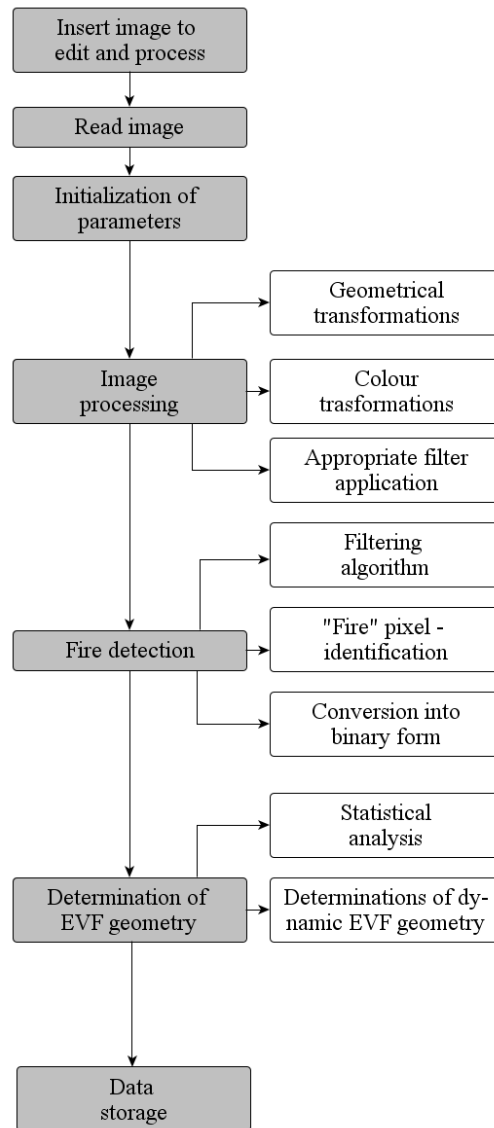 Insert image to
edit and process
Read image
Initialization of
parameters
Geometrical
transformations
Image
processing
Colour
trasformations
Appropriate filter
application
Filtering
algorithm
Fire detection
"Fire" pixel -
identification
Conversion into
binary form
Statistical
analysis
Determination of
EVF geometry
Determinations of dy-
namic EVF geometry
Data
storage